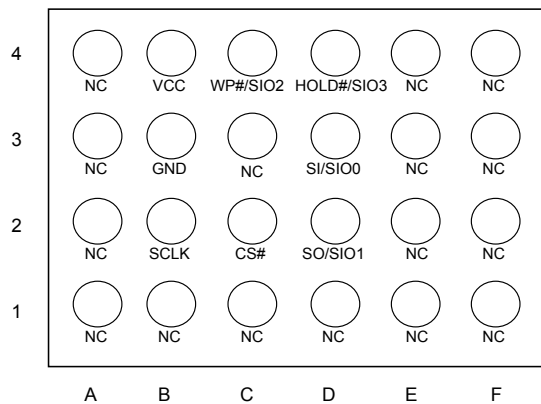 4
NC VCC WP#/SIO2 HOLD#/SIO3 NC NC
3
NC GND NC SI/SIO0 NC NC
2
NC SCLK CS# SO/SIO1 NC NC
1
NC NC NC NC NC NC
A B C D E F